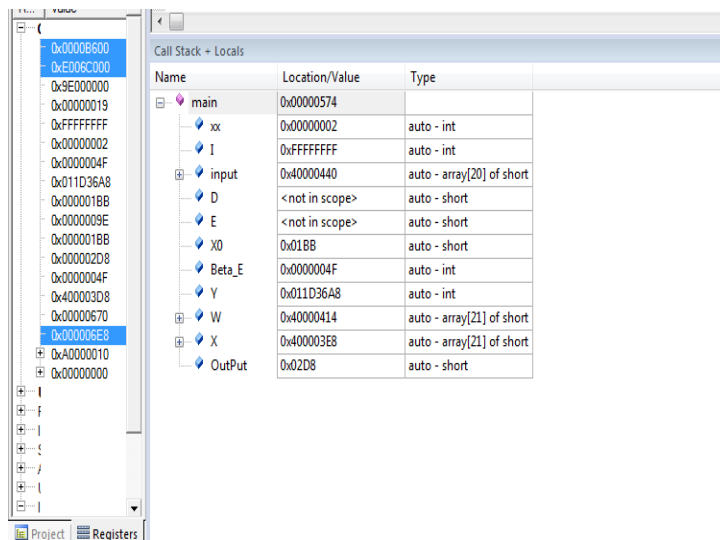 Value
0x0000B600
0xE006C000
0x9E000000
0x00000019
0xFFFFFFFF
0x00000002
0x0000004F
0x011D36A8
0x000001BB
0x0000009E
0x000001BB
0x000002D8
0x0000004F
0x400003D8
0x00000670
0x000006E8
0xA0000010
0x00000000
Project Registers
Call Stack + Locals
Name Location/Value Type
main 0x00000574
xx 0x00000002 auto - int
I 0xFFFFFFFF auto - int
input 0x40000440 auto - array[20] of short
D <not in scope> auto - short
E <not in scope> auto - short
X0 0x01BB auto - short
Beta_E 0x0000004F auto - int
Y 0x011D36A8 auto - int
W 0x40000414 auto - array[21] of short
X 0x400003E8 auto - array[21] of short
OutPut 0x02D8 auto - short